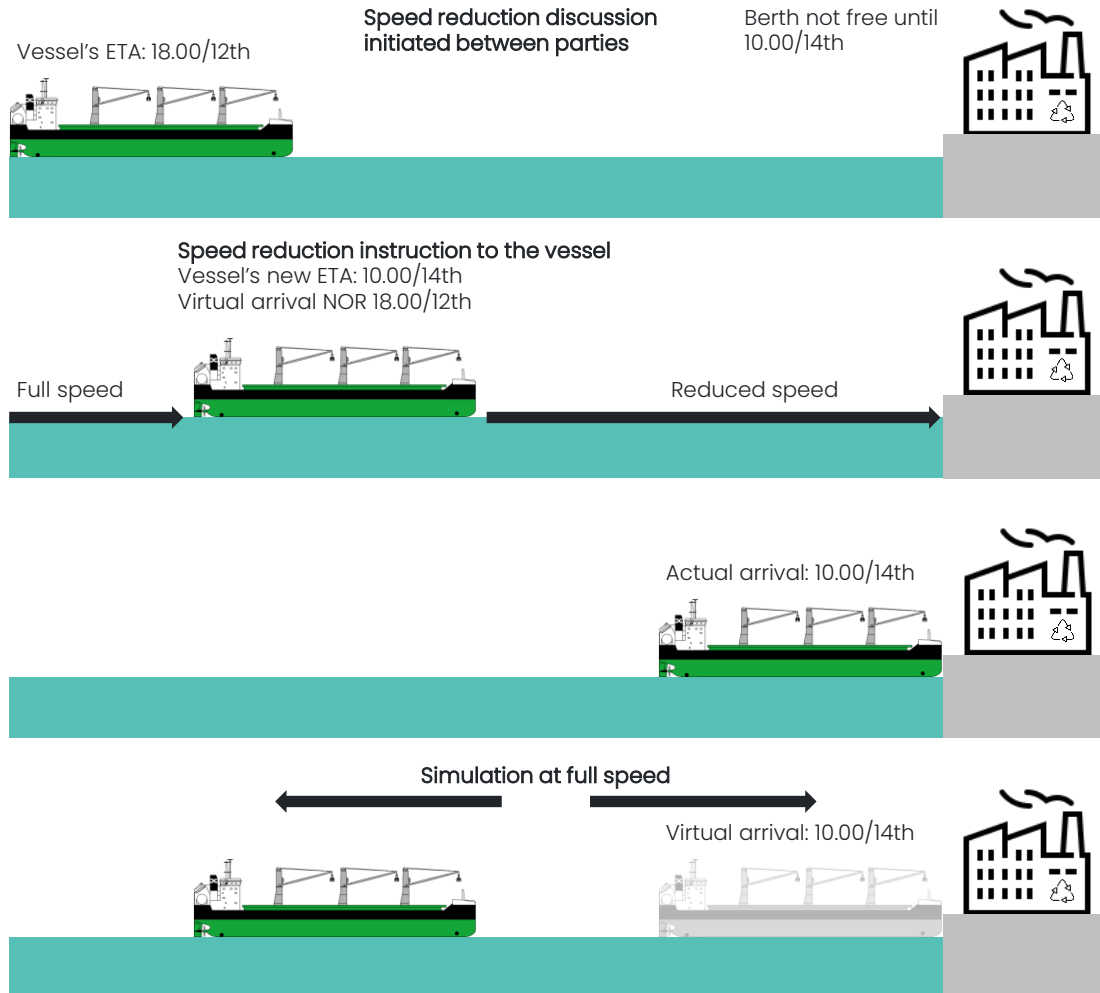 Vessel’s ETA: 18.00/12th
Speed reduction discussion
initiated between parties
Berth not free until
10.00/14th
Speed reduction instruction to the vessel
Vessel’s new ETA: 10.00/14th
Virtual arrival NOR 18.00/12th
Full speed
Reduced speed
Actual arrival: 10.00/14th
Simulation at full speed
Virtual arrival: 10.00/14th